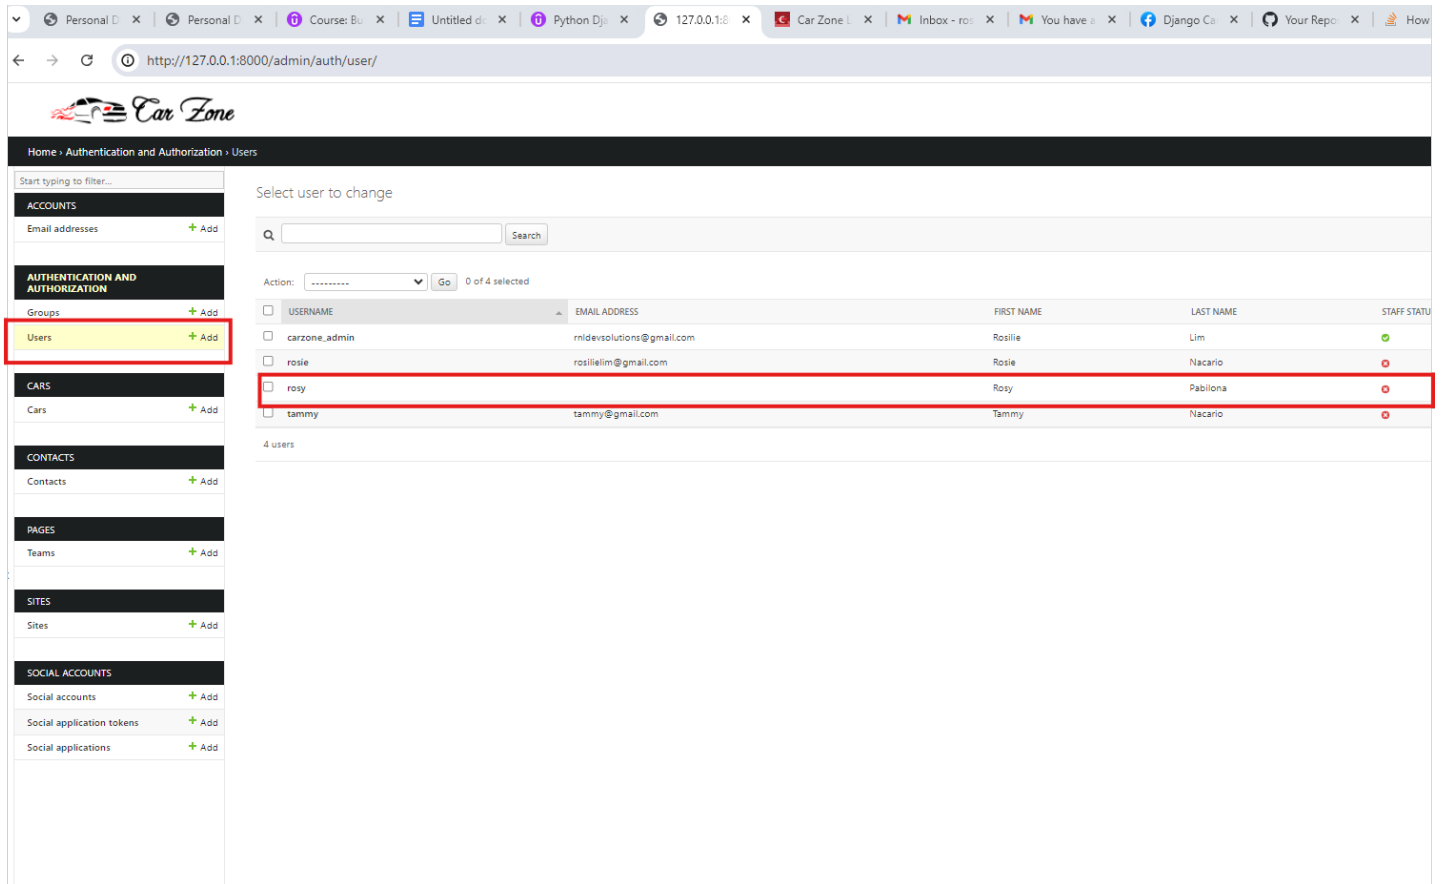 Personal D
Personal D
Course: Bu
Untitled do
Python Dje
127.0.0.1:8
Car Zone L
Inbox - ros
You have a
Django Ca
Your Repo
How
http://127.0.0.1:8000/admin/auth/user/
Car Zone
Home › Authentication and Authorization › Users
Start typing to filter...
ACCOUNTS
Email addresses + Add
AUTHENTICATION AND
AUTHORIZATION
Groups + Add
Users + Add
CARS
Cars + Add
CONTACTS
Contacts + Add
PAGES
Teams + Add
SITES
Sites + Add
SOCIAL ACCOUNTS
Social accounts + Add
Social application tokens + Add
Social applications + Add
Select user to change
Search
Action: --------- Go 0 of 4 selected
USERNAME EMAIL ADDRESS FIRST NAME LAST NAME STAFF STATU
carzone_admin rnldevsolutions@gmail.com Rosilie Lim
rosie rosilielim@gmail.com Rosie Nacario
rosy Rosy Pabilona
tammy tammy@gmail.com Tammy Nacario
4 users